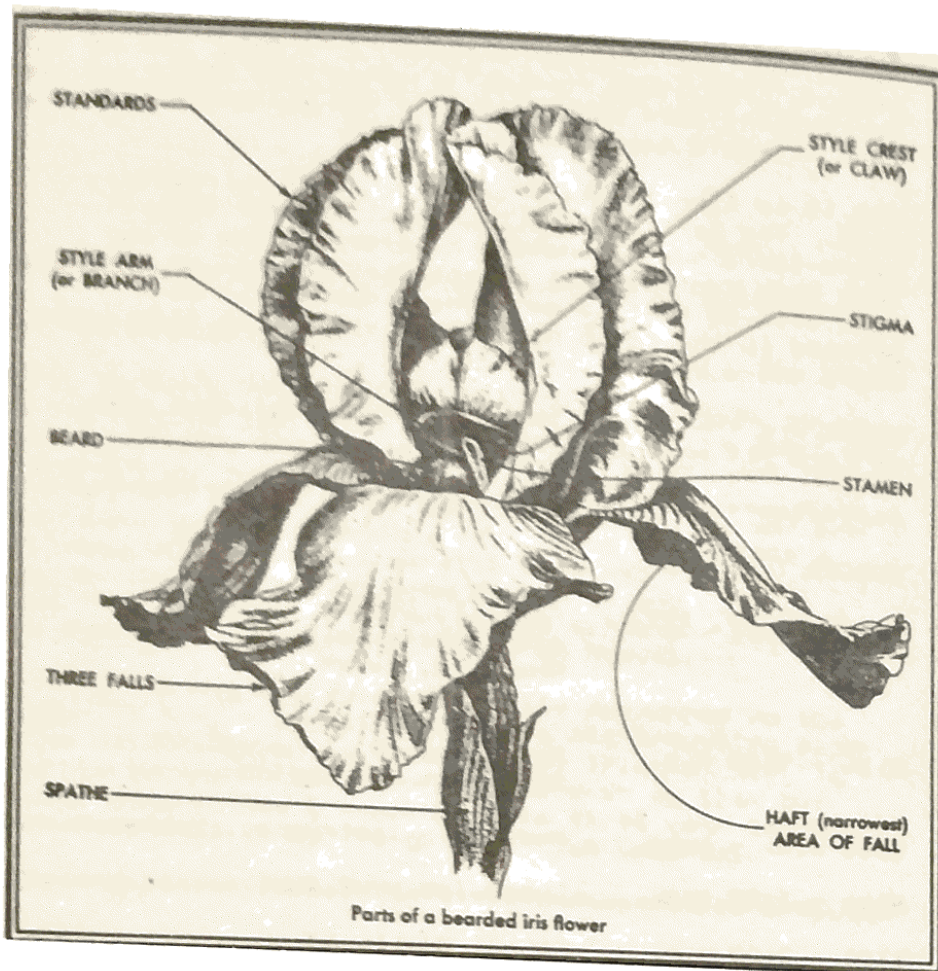 STANDARDS
STYLE CREST
(or CLAW)
STYLE ARM
(or BRANCH)
STIGMA
BEARD
STAMEN
THREE FALLS
SPATHE
HAFT (narrowest)
AREA OF FALL
Parts of a bearded iris flower